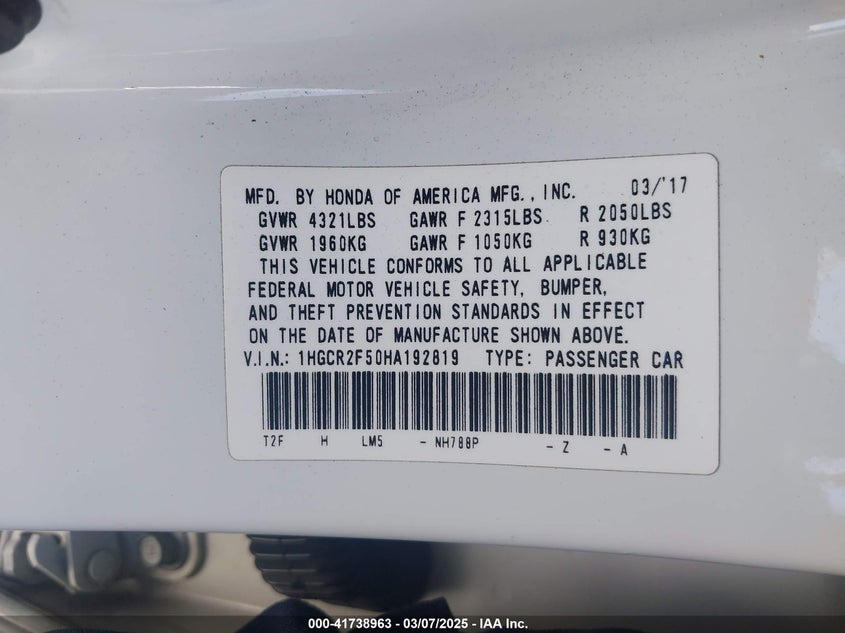 MFD. BY HONDA OF AMERICA MFG., INC. 03/'17
GVWR 4321LBS GAWR F 2315LBS R 2050LBS
GVWR 1960KG GAWR F 1050KG R 930KG
THIS VEHICLE CONFORMS TO ALL APPLICABLE
FEDERAL MOTOR VEHICLE SAFETY, BUMPER,
AND THEFT PREVENTION STANDARDS IN EFFECT
ON THE DATE OF MANUFACTURE SHOWN ABOVE.
V.I.N.: 1HGCR2F50HA192819 TYPE: PASSENGER CAR
T2F H LM5 - NH788P - Z - A
000-41738963 — 03/07/2025 — IAA Inc.